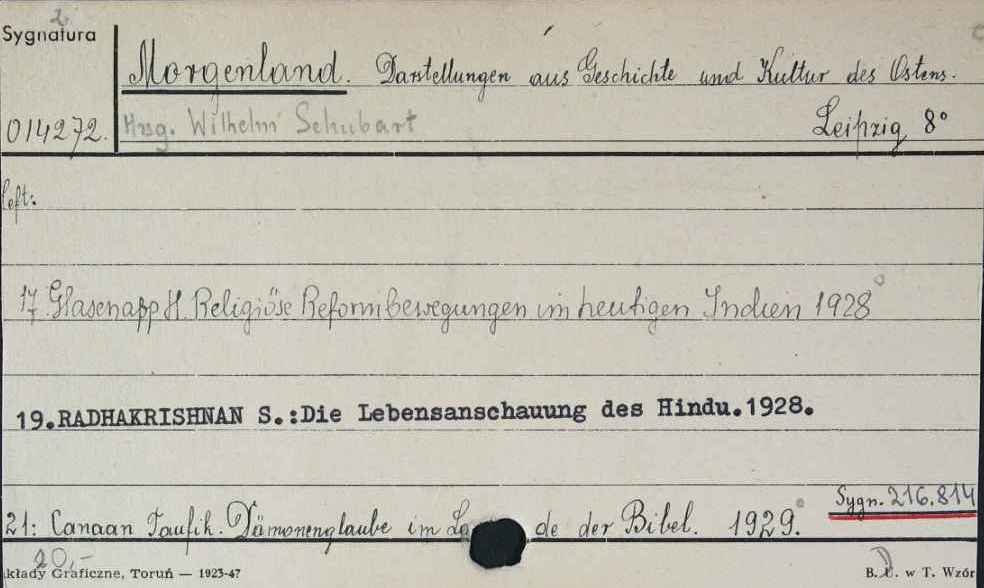 2
Sygnatura
Morgenland. Darstellungen aus Geschichte und Kultur des Ostens.
014272. Hrsg. Wilhelm Schubart Leipzig 8°
Heft:
17 Glasenapp H. Religiöse Reformbewegungen im heutigen Indien 1928
19.RADHAKRISHNAN S.:Die Lebensanschauung des Hindu.1928.
Sygn. 216.814
21: Canaan Taufik. Dämonenglaube im La de der Bibel. 1929.
20,-
kłady Graficzne, Toruń — 1923-47 B. U. w T. Wzór